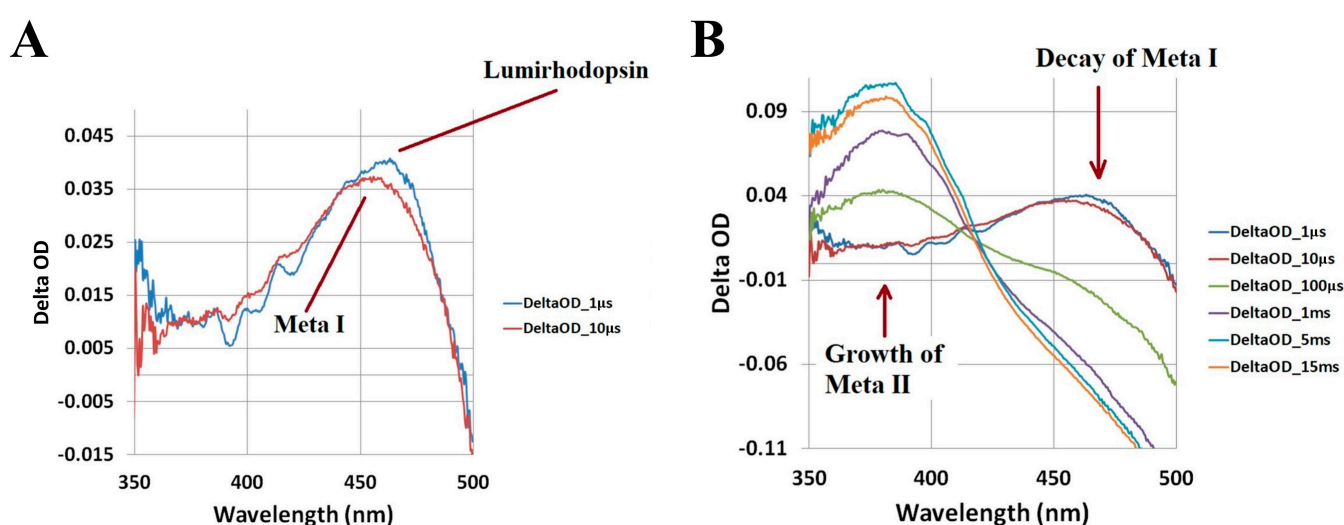 A
Lumirhodopsin
Meta I
Delta OD
0.045
0.035
0.025
0.015
0.005
-0.005
-0.015
350
400
450
500
Wavelength (nm)
DeltaOD_1µs
DeltaOD_10µs
B
Decay of Meta I
Growth of
Meta II
Delta OD
0.09
0.04
-0.01
-0.06
-0.11
350
400
450
500
Wavelength (nm)
DeltaOD_1µs
DeltaOD_10µs
DeltaOD_100µs
DeltaOD_1ms
DeltaOD_5ms
DeltaOD_15ms